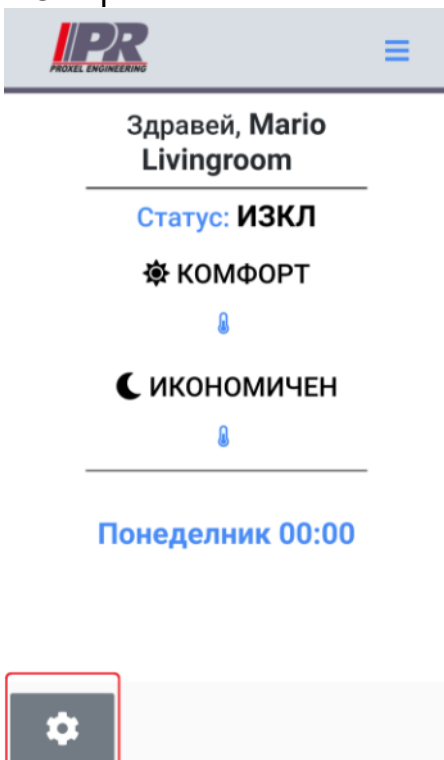 PR
PROXEL ENGINEERING
Здравей, Mario
Livingroom
Статус: ИЗКЛ
КОМФОРТ
ИКОНОМИЧЕН
Понеделник 00:00